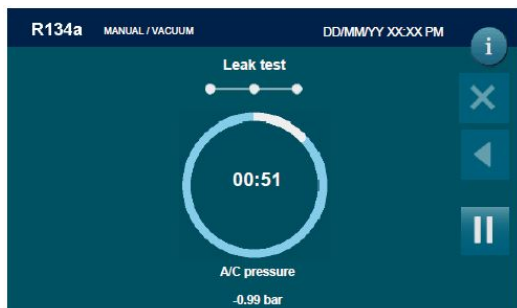 R134a MANUAL / VACUUM DD/MM/YY XX:XX PM
i
Leak test
00:51
A/C pressure
-0.99 bar